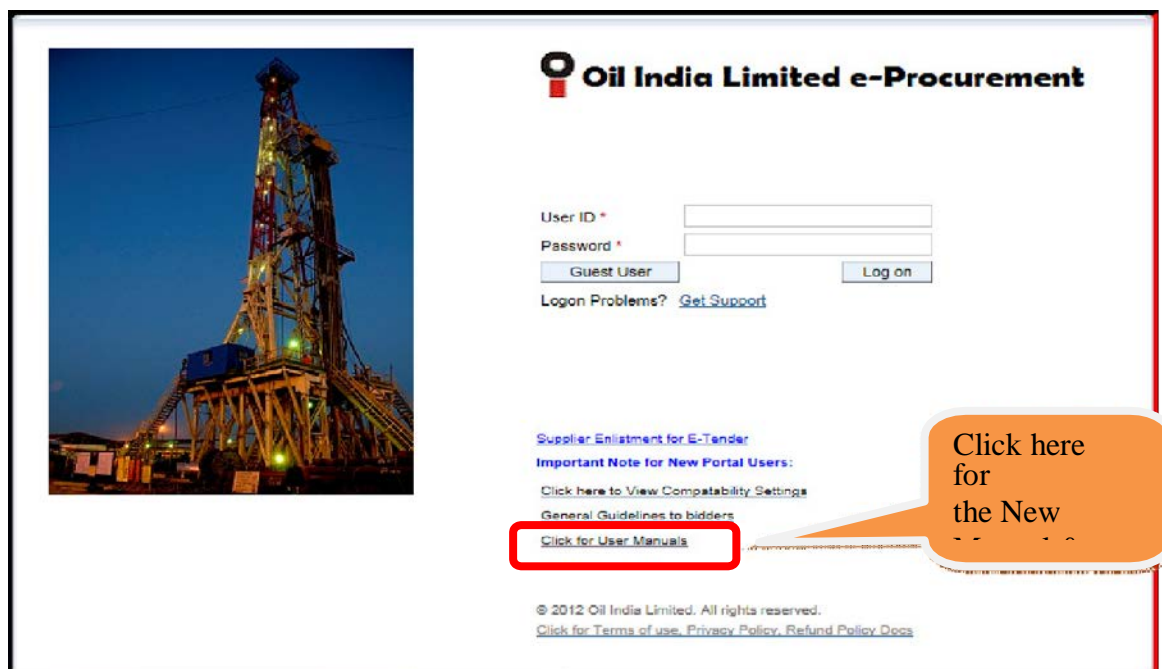 Oil India Limited e-Procurement
User ID *
Password *
Guest User
Log on
Logon Problems? Get Support
Supplier Enlistment for E-Tender
Important Note for New Portal Users:
Click here to View Compatability Settings
General Guidelines to bidders
Click for User Manuals
Click here
for
the New
© 2012 Oil India Limited. All rights reserved.
Click for Terms of use, Privacy Policy, Refund Policy Docs